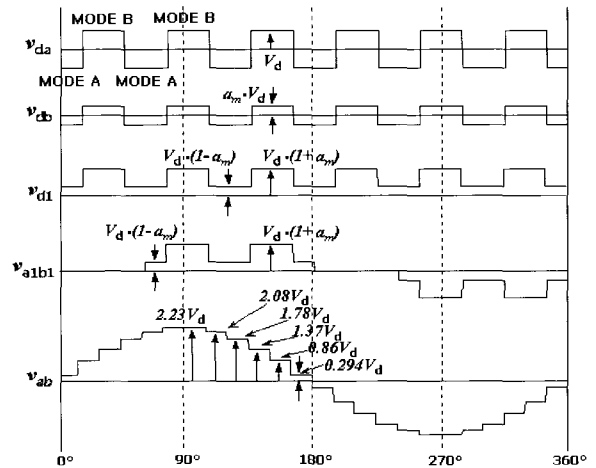 MODE B MODE B
v_da
V_d
MODE A MODE A
a_m·V_d
v_db
V_d·(1-a_m) V_d·(1+a_m)
v_d1
V_d·(1-a_m) V_d·(1+a_m)
v_a1b1
2.23V_d
2.08V_d
1.78V_d
1.37V_d
0.86V_d
0.294V_d
v_ab
0° 90° 180° 270° 360°